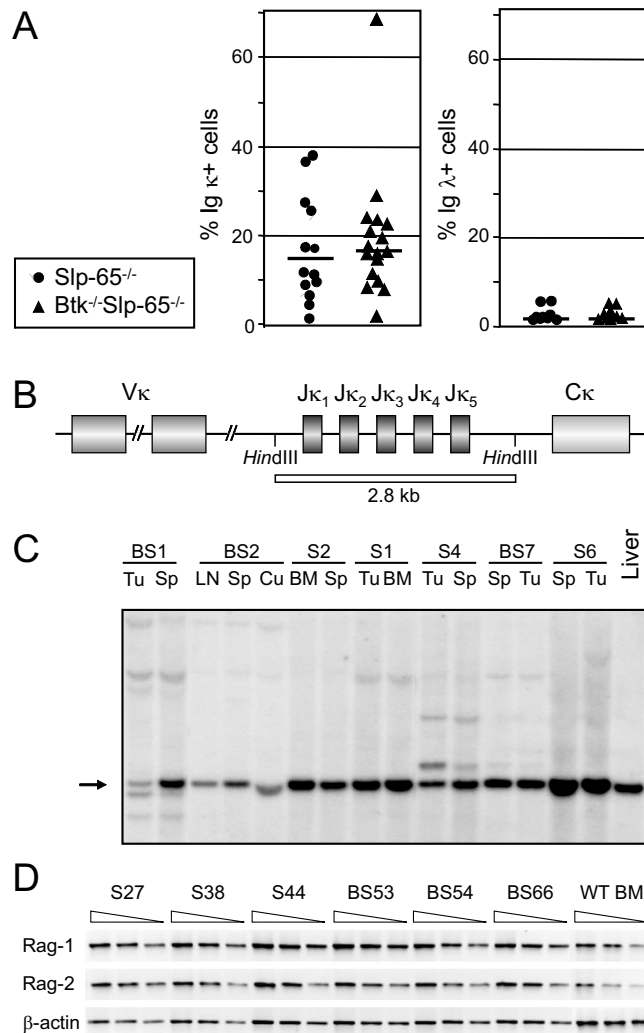 A
% Ig κ+ cells
60
40
20
0
% Ig λ+ cells
60
40
20
0
Slp-65-/-
Btk-/-Slp-65-/-
B
Vκ
Jκ1 Jκ2 Jκ3 Jκ4 Jκ5
Cκ
HindIII
HindIII
2.8 kb
C
BS1 BS2 S2 S1 S4 BS7 S6 Liver
Tu Sp LN Sp Cu BM Sp Tu BM Tu Sp Sp Tu Sp Tu
D
S27 S38 S44 BS53 BS54 BS66 WT BM
Rag-1
Rag-2
β-actin